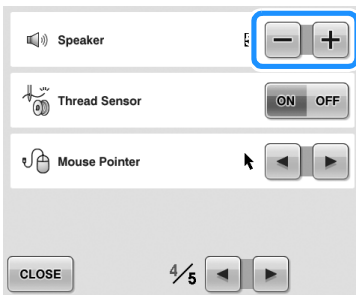 Speaker
Thread Sensor
ON OFF
Mouse Pointer
CLOSE
4/5